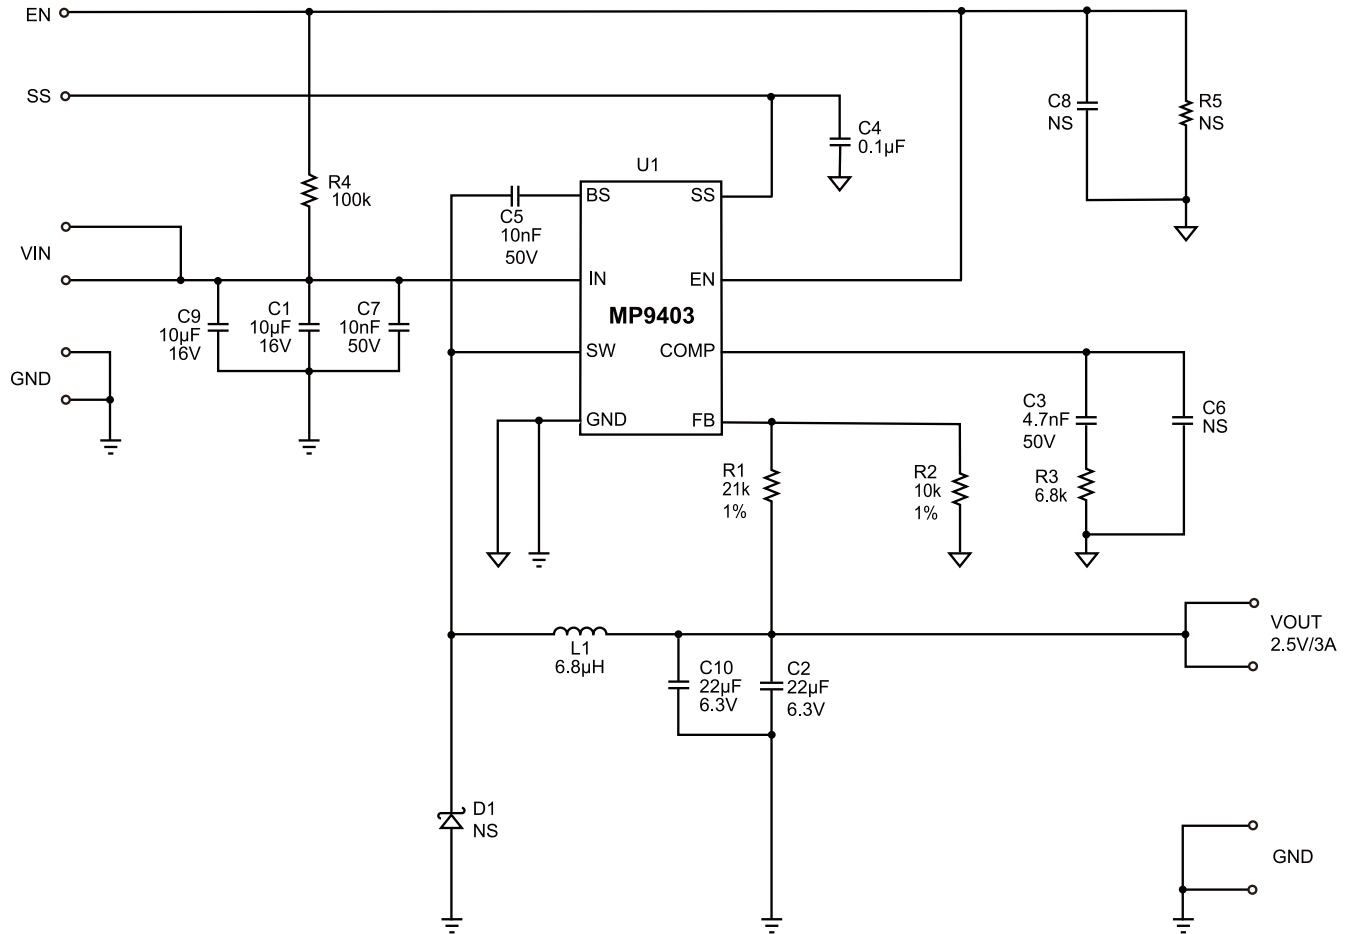 EN
SS
C8
NS
R5
NS
C4
0.1µF
U1
R4
100k
BS
SS
C5
10nF
50V
VIN
IN
EN
MP9403
C9
10µF
16V
C1
10µF
16V
C7
10nF
50V
SW
COMP
GND
GND
FB
C3
4.7nF
50V
C6
NS
R1
21k
1%
R2
10k
1%
R3
6.8k
VOUT
2.5V/3A
L1
6.8µH
C10
22µF
6.3V
C2
22µF
6.3V
D1
NS
GND